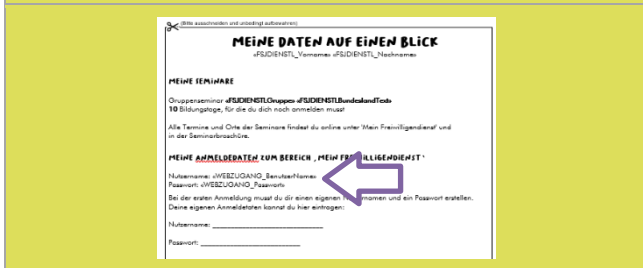 (Bitte ausschneiden und unbedingt aufbewahren)
MEiNE DATEN AUF EiNEN BLiCK
«FSJDIENSTL_Vorname» «FSJDIENSTL_Nachname»
MEiNE SEMiNARE
Gruppenseminar «FSJDIENSTLGruppe» «FSJDIENSTLBundeslandText»
10 Bildungstage, für die du dich noch anmelden musst
Alle Termine und Orte der Seminare findest du online unter 'Mein Freiwilligendienst' und
in der Seminarbroschüre.
MEiNE ANMELDEDATEN ZUM BEREiCH ‚MEiN FREiWiLLiGENDiENST'
Nutzername: «WEBZUGANG_BenutzerName»
Passwort: «WEBZUGANG_Passwort»
Bei der ersten Anmeldung musst du dir einen eigenen Nutzernamen und ein Passwort erstellen.
Deine eigenen Anmeldedaten kannst du hier eintragen:
Nutzername: ______________________________
Passwort: ___________________________